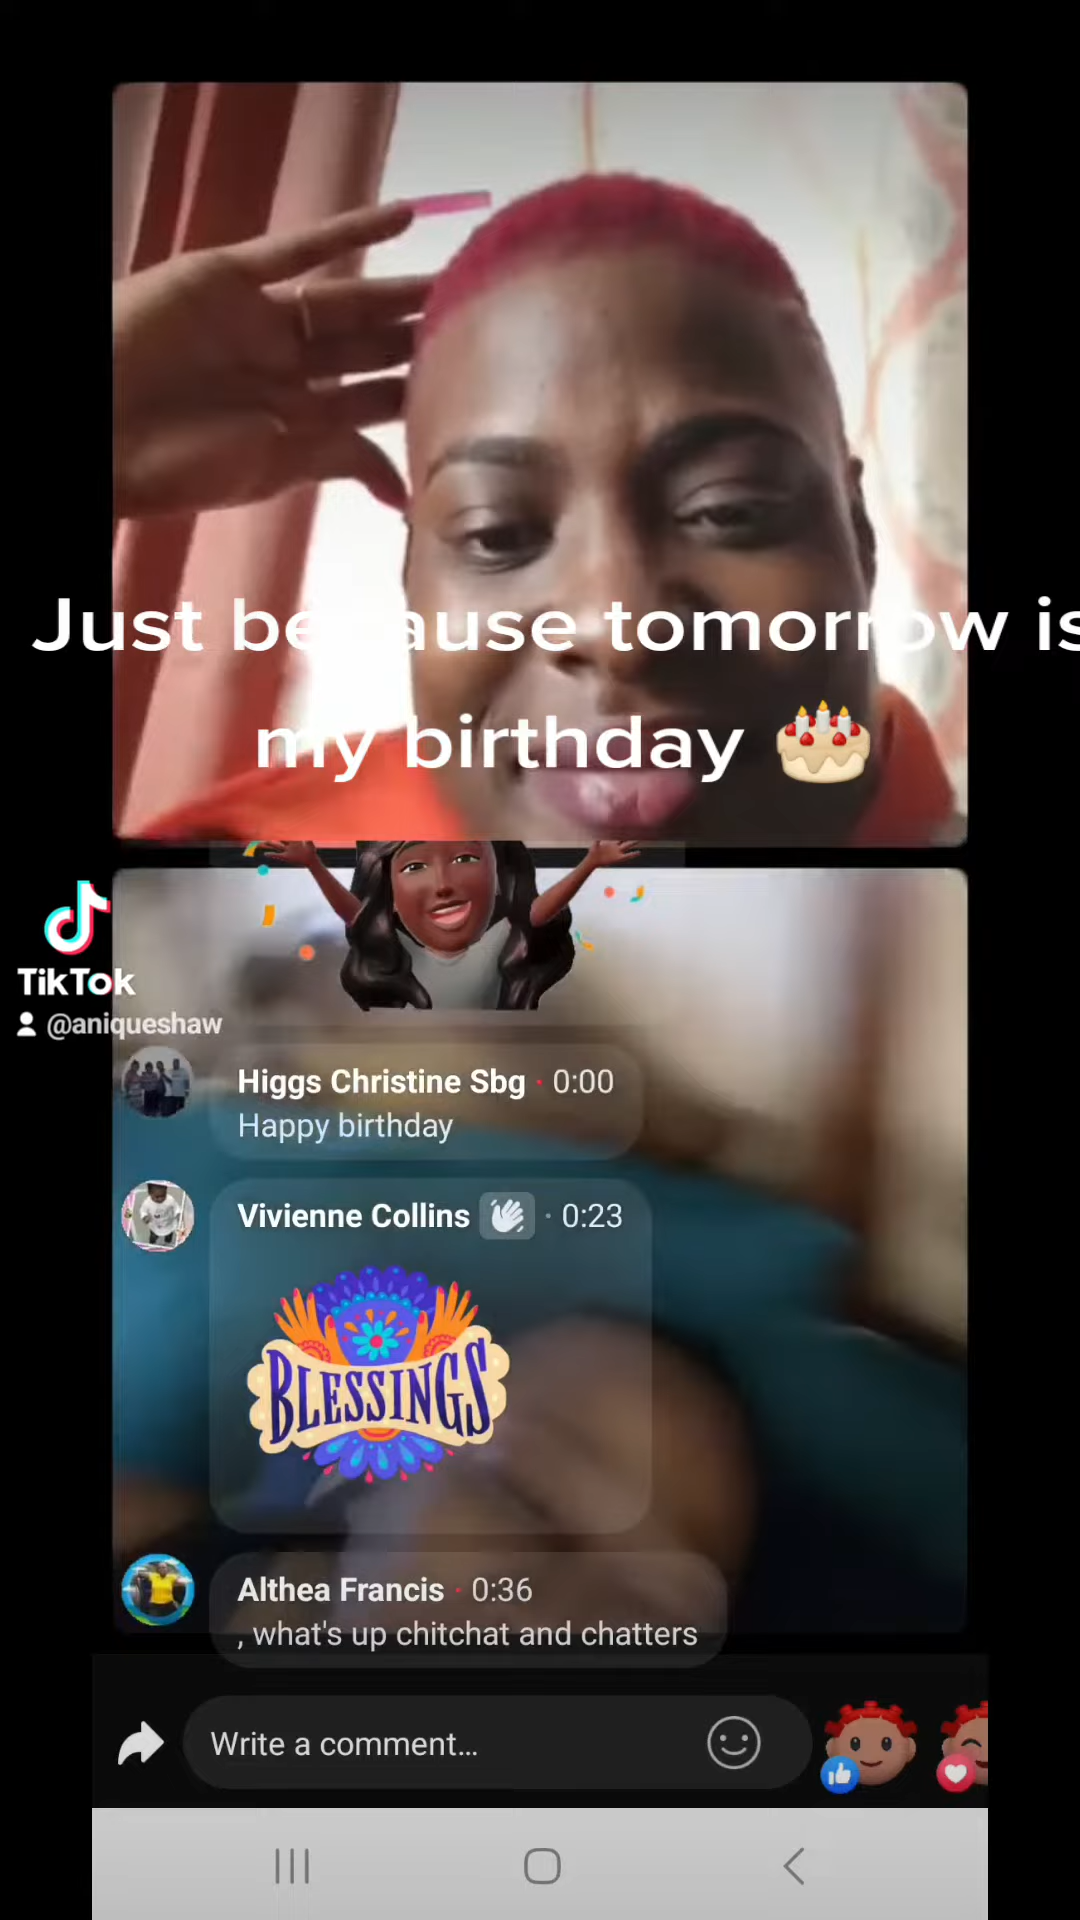 Just because tomorrow is
my birthday
TikTok
@aniqueshaw
Higgs Christine Sbg · 0:00
Happy birthday
Vivienne Collins · 0:23
BLESSINGS
Althea Francis · 0:36
, what's up chitchat and chatters
Write a comment...